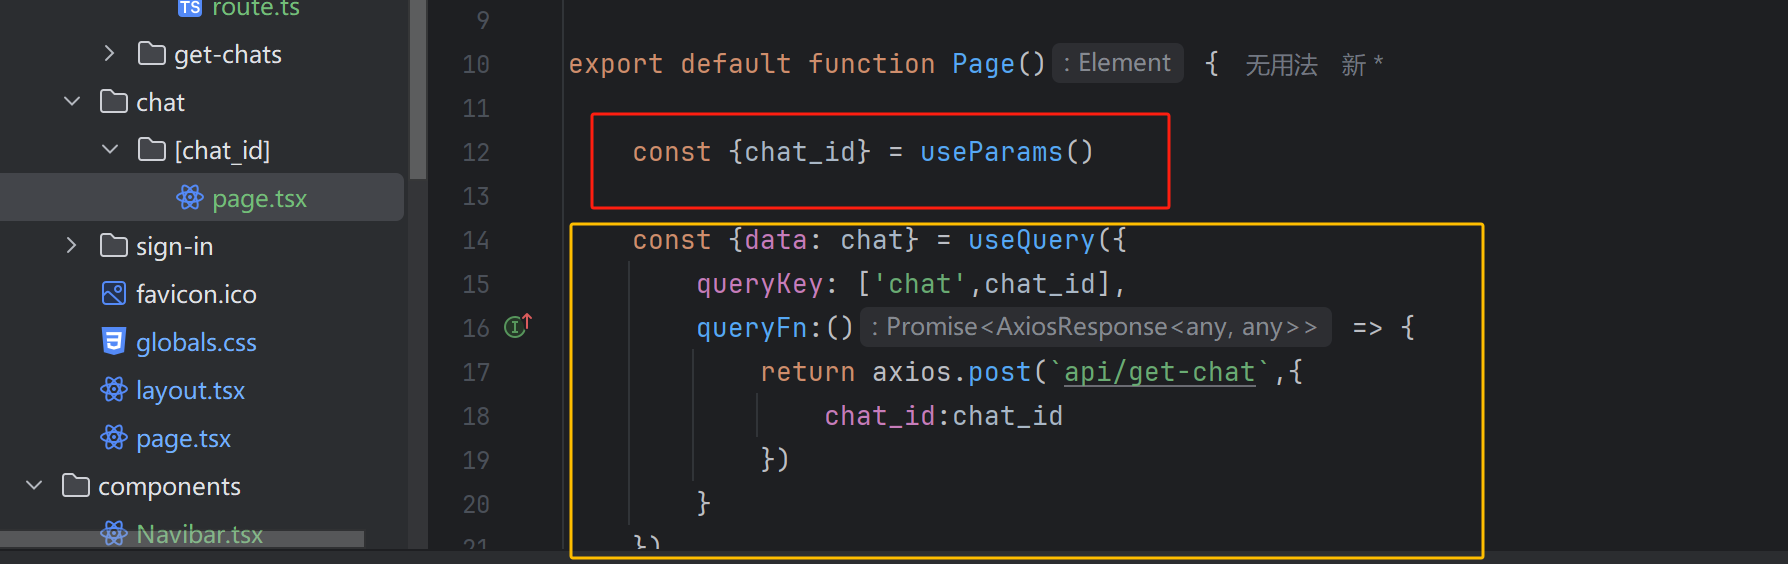 TS route.ts
get-chats
chat
[chat_id]
page.tsx
sign-in
favicon.ico
globals.css
layout.tsx
page.tsx
components
Navibar.tsx
9
10 export default function Page() : Element { 无用法 新 *
11
12 const {chat_id} = useParams()
13
14 const {data: chat} = useQuery({
15 queryKey: ['chat',chat_id],
16 queryFn:() : Promise<AxiosResponse<any, any>> => {
17 return axios.post(`api/get-chat`,{
18 chat_id:chat_id
19 })
20 }
21 })